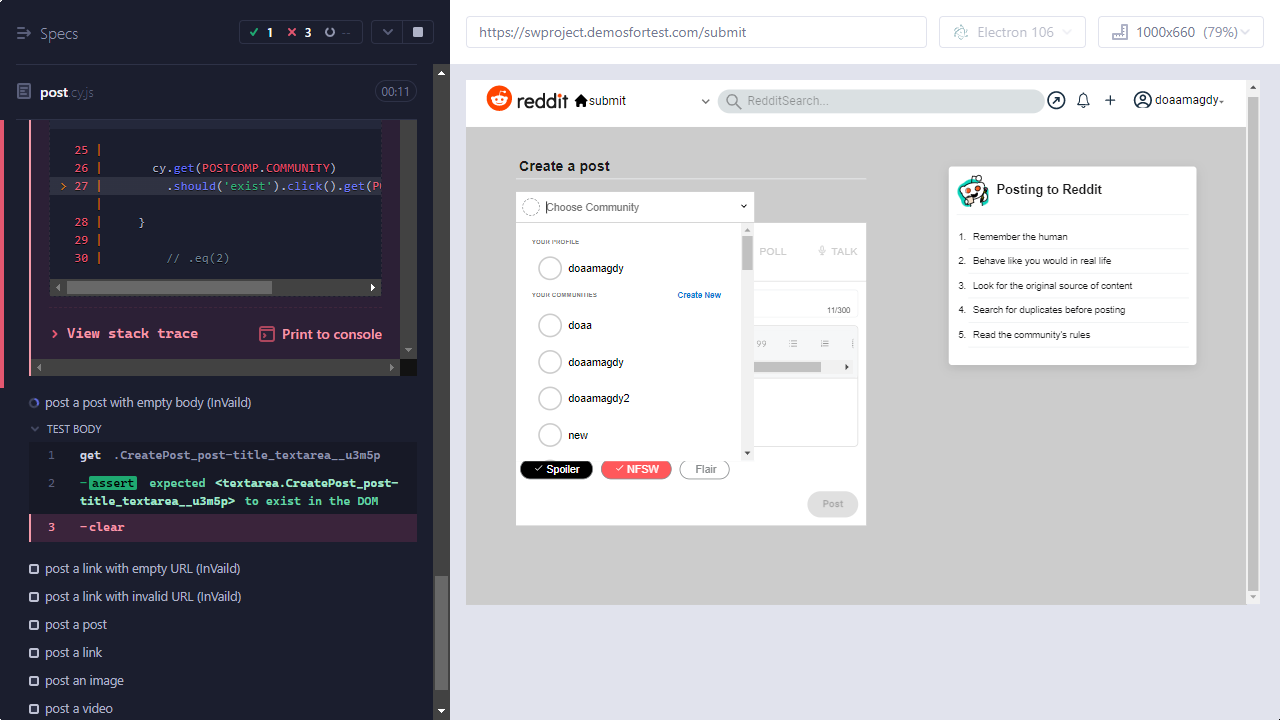 Specs
1
3
--
post.cy.js
00:11
25 |
26 | cy.get(POSTCOMP.COMMUNITY)
> 27 | .should('exist').click().get(P
|
28 | }
29 |
30 | // .eq(2)
> View stack trace
Print to console
post a post with empty body (InVaild)
TEST BODY
1 get .CreatePost_post-title_textarea__u3m5p
2 -assert expected <textarea.CreatePost_post-
title_textarea__u3m5p> to exist in the DOM
3 -clear
post a link with empty URL (InVaild)
post a link with invalid URL (InVaild)
post a post
post a link
post an image
post a video
https://swproject.demosfortest.com/submit
Electron 106
1000x660 (79%)
reddit
submit
RedditSearch...
doaamagdy
Create a post
Choose Community
YOUR PROFILE
doaamagdy
YOUR COMMUNITIES
Create New
doaa
doaamagdy
doaamagdy2
new
POLL
TALK
11/300
99
Spoiler
NFSW
Flair
Post
Posting to Reddit
1. Remember the human
2. Behave like you would in real life
3. Look for the original source of content
4. Search for duplicates before posting
5. Read the community's rules